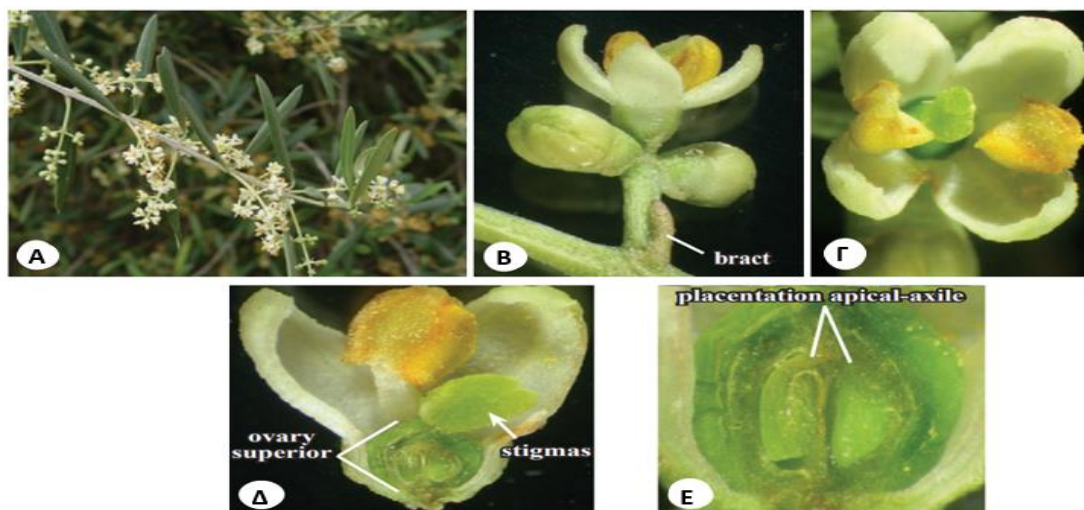 Α
Β
bract
Γ
ovary
superior
stigmas
Δ
placentation apical-axile
Ε